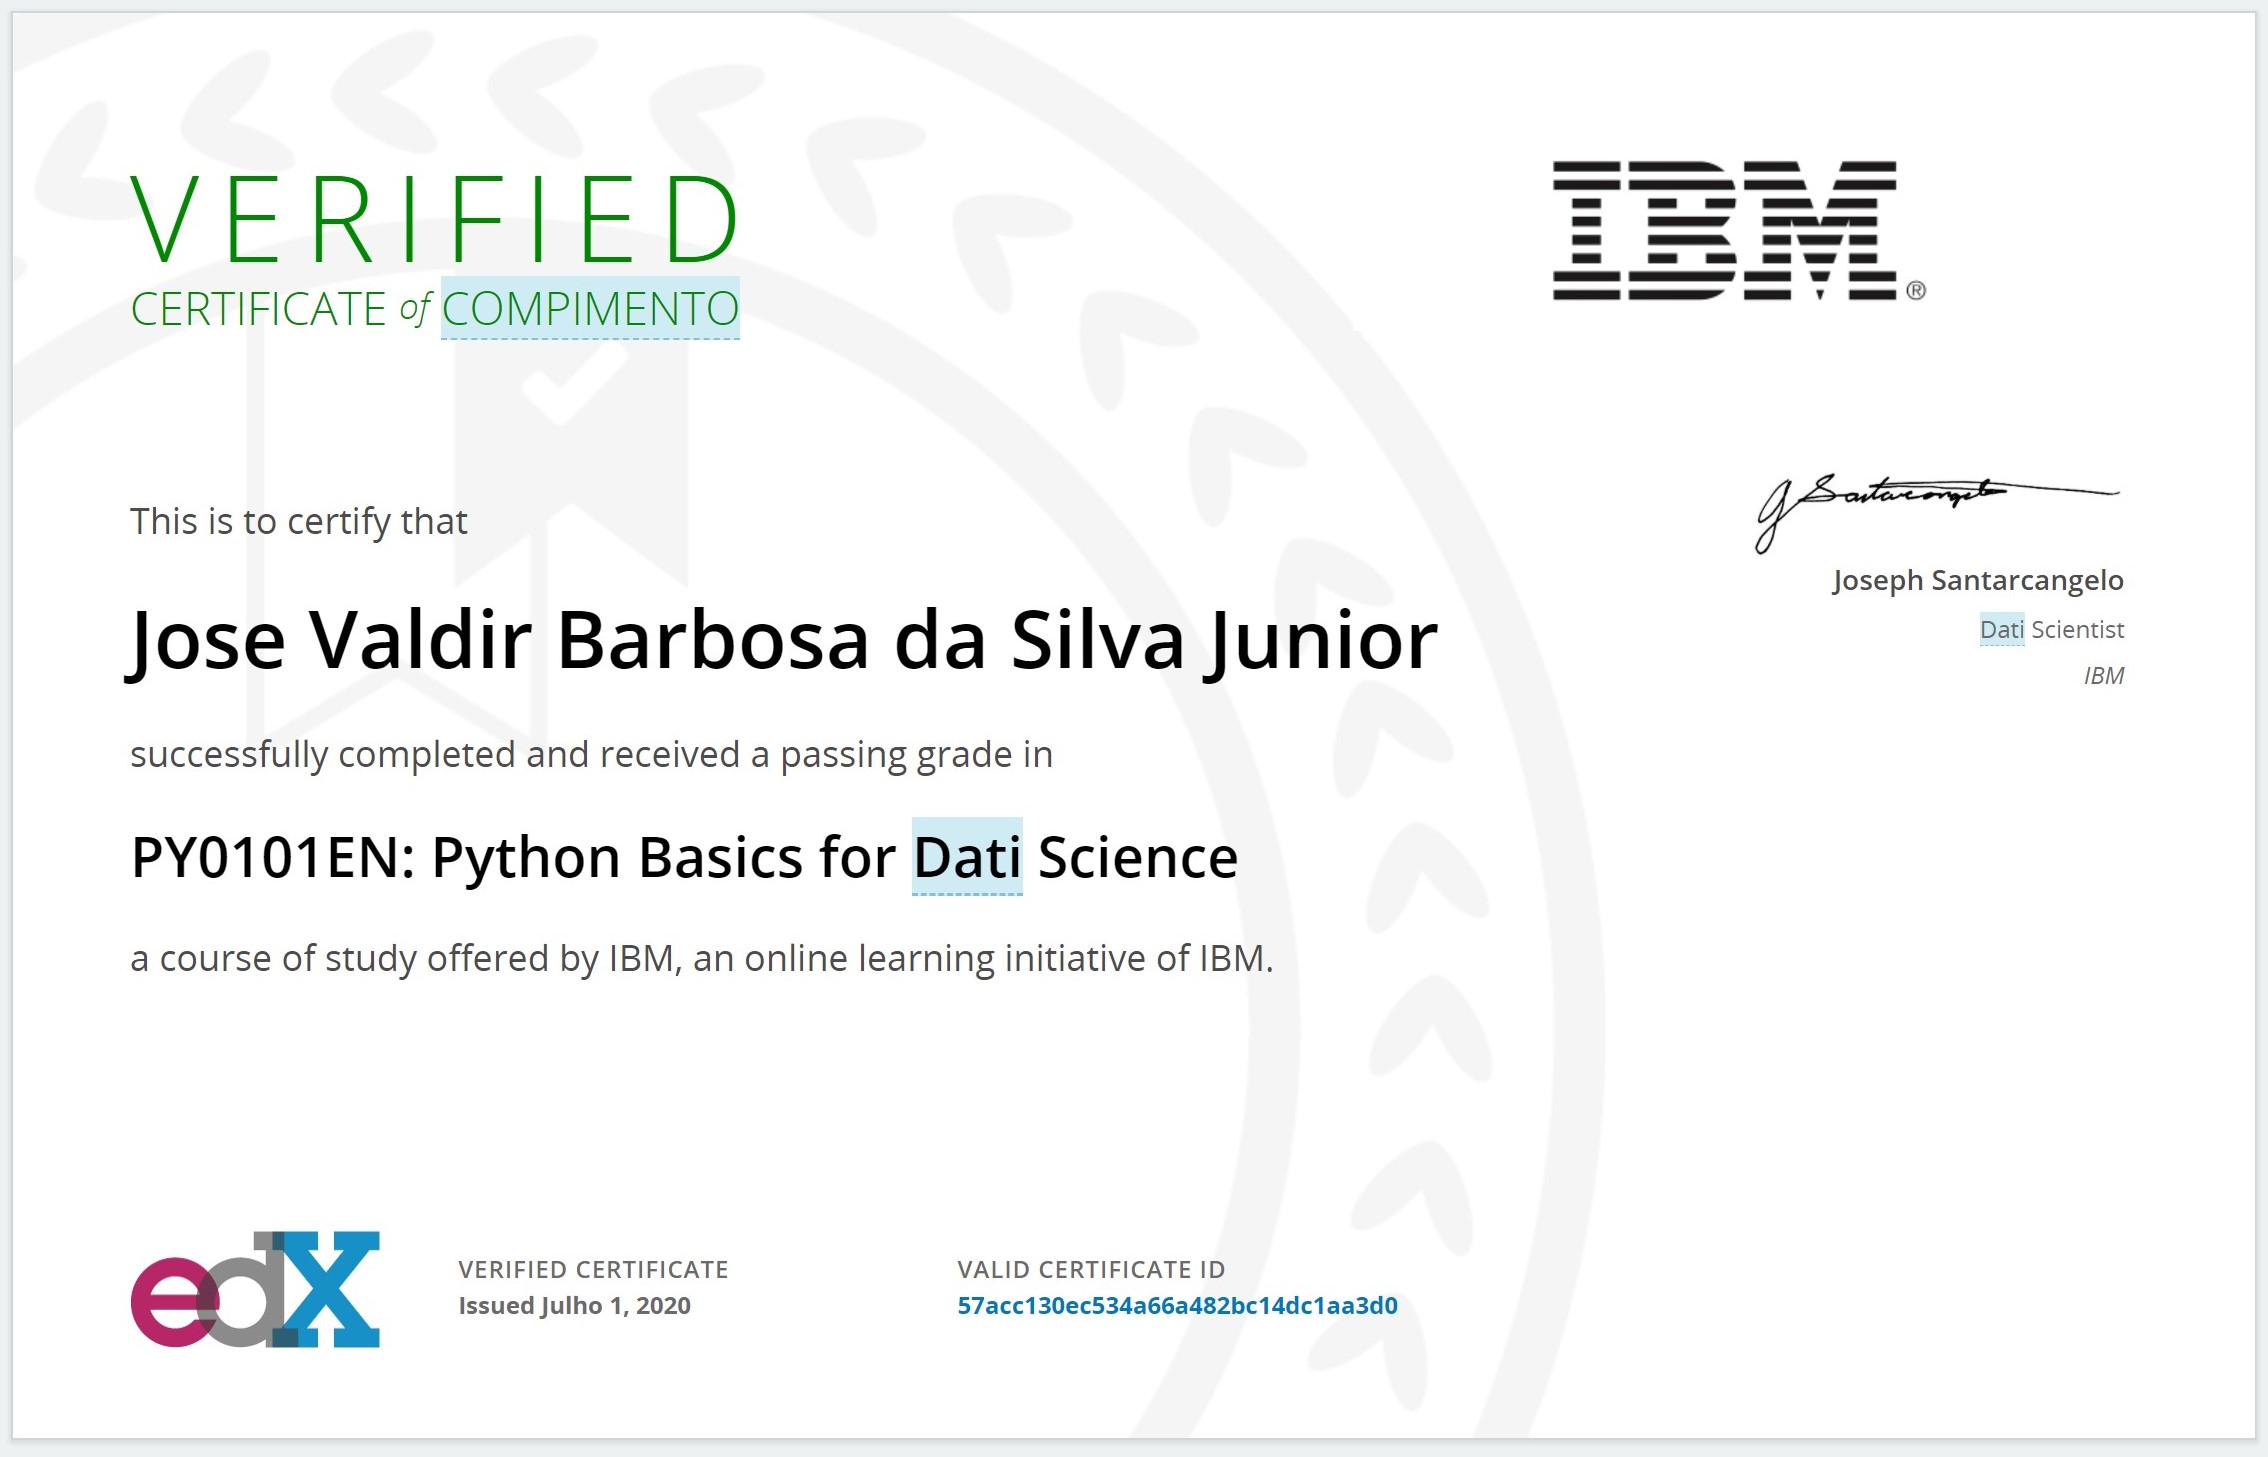 VERIFIED
CERTIFICATE of COMPIMENTO
IBM®
This is to certify that
Jose Valdir Barbosa da Silva Junior
successfully completed and received a passing grade in
PY0101EN: Python Basics for Dati Science
a course of study offered by IBM, an online learning initiative of IBM.
J Santarcangelo
Joseph Santarcangelo
Dati Scientist
IBM
edX
VERIFIED CERTIFICATE
Issued Julho 1, 2020
VALID CERTIFICATE ID
57acc130ec534a66a482bc14dc1aa3d0